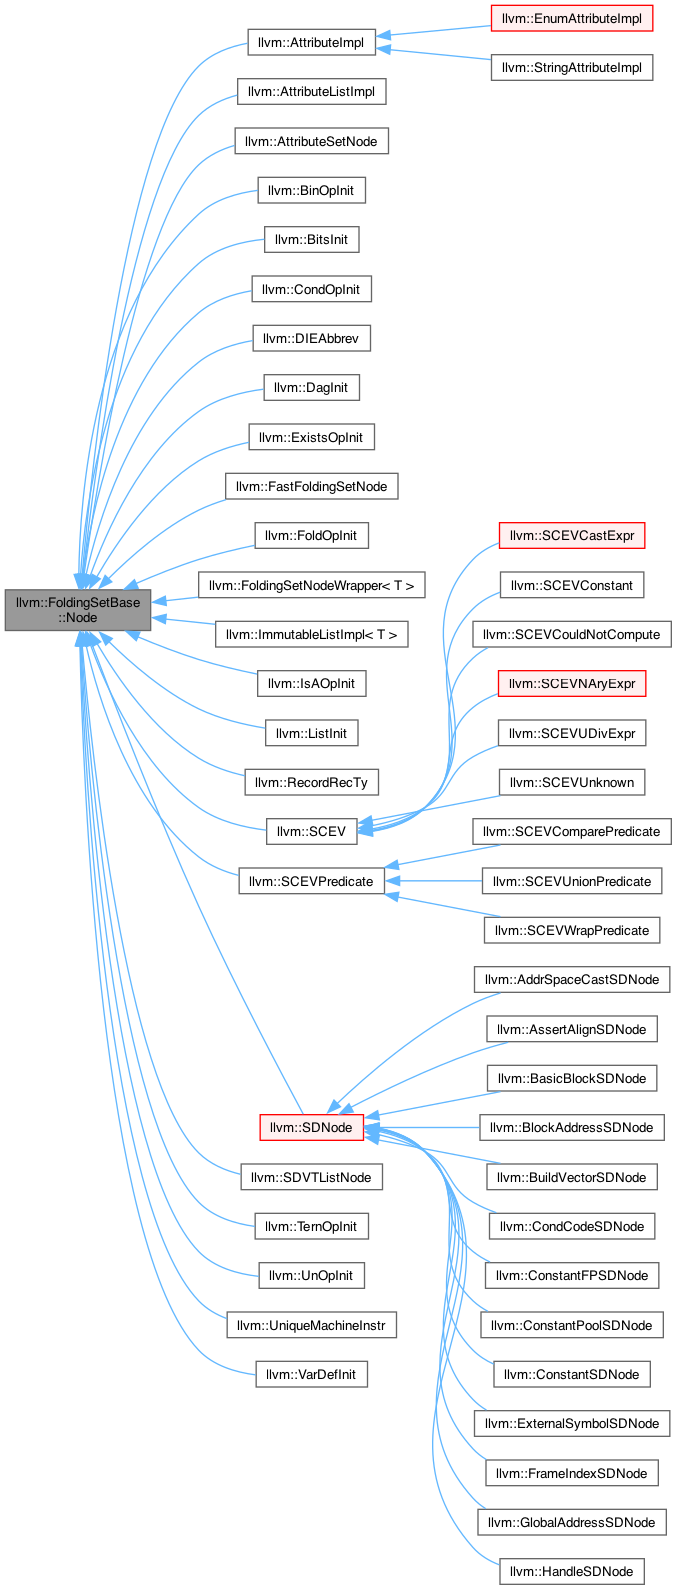 llvm::FoldingSetBase
::Node
llvm::AttributeImpl
llvm::EnumAttributeImpl
llvm::StringAttributeImpl
llvm::AttributeListImpl
llvm::AttributeSetNode
llvm::BinOpInit
llvm::BitsInit
llvm::CondOpInit
llvm::DIEAbbrev
llvm::DagInit
llvm::ExistsOpInit
llvm::FastFoldingSetNode
llvm::FoldOpInit
llvm::FoldingSetNodeWrapper< T >
llvm::ImmutableListImpl< T >
llvm::IsAOpInit
llvm::ListInit
llvm::RecordRecTy
llvm::SCEV
llvm::SCEVCastExpr
llvm::SCEVConstant
llvm::SCEVCouldNotCompute
llvm::SCEVNAryExpr
llvm::SCEVUDivExpr
llvm::SCEVUnknown
llvm::SCEVPredicate
llvm::SCEVComparePredicate
llvm::SCEVUnionPredicate
llvm::SCEVWrapPredicate
llvm::SDNode
llvm::AddrSpaceCastSDNode
llvm::AssertAlignSDNode
llvm::BasicBlockSDNode
llvm::BlockAddressSDNode
llvm::BuildVectorSDNode
llvm::CondCodeSDNode
llvm::ConstantFPSDNode
llvm::ConstantPoolSDNode
llvm::ConstantSDNode
llvm::ExternalSymbolSDNode
llvm::FrameIndexSDNode
llvm::GlobalAddressSDNode
llvm::HandleSDNode
llvm::SDVTListNode
llvm::TernOpInit
llvm::UnOpInit
llvm::UniqueMachineInstr
llvm::VarDefInit